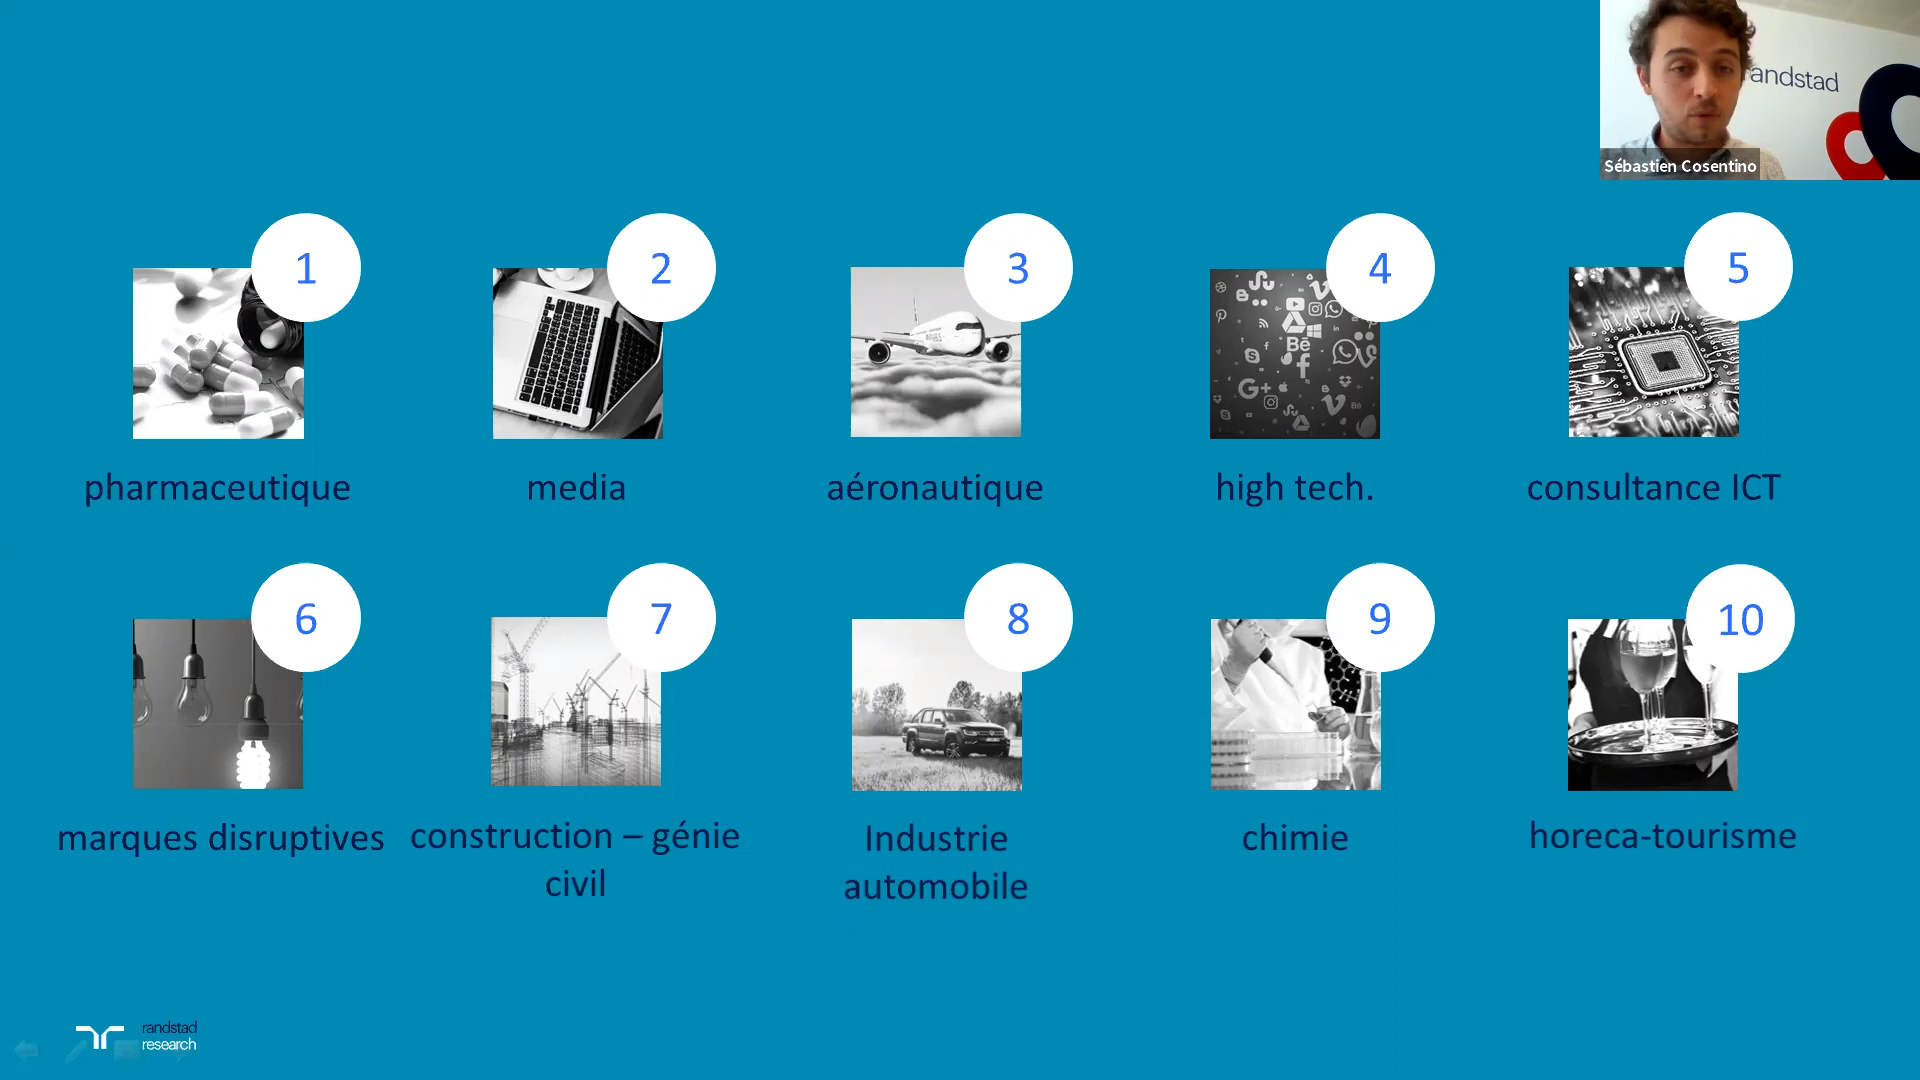 randstad
Sébastien Cosentino
1
2
3
4
5
pharmaceutique
media
aéronautique
high tech.
consultance ICT
6
7
8
9
10
marques disruptives
construction – génie
civil
Industrie
automobile
chimie
horeca-tourisme
randstad
research